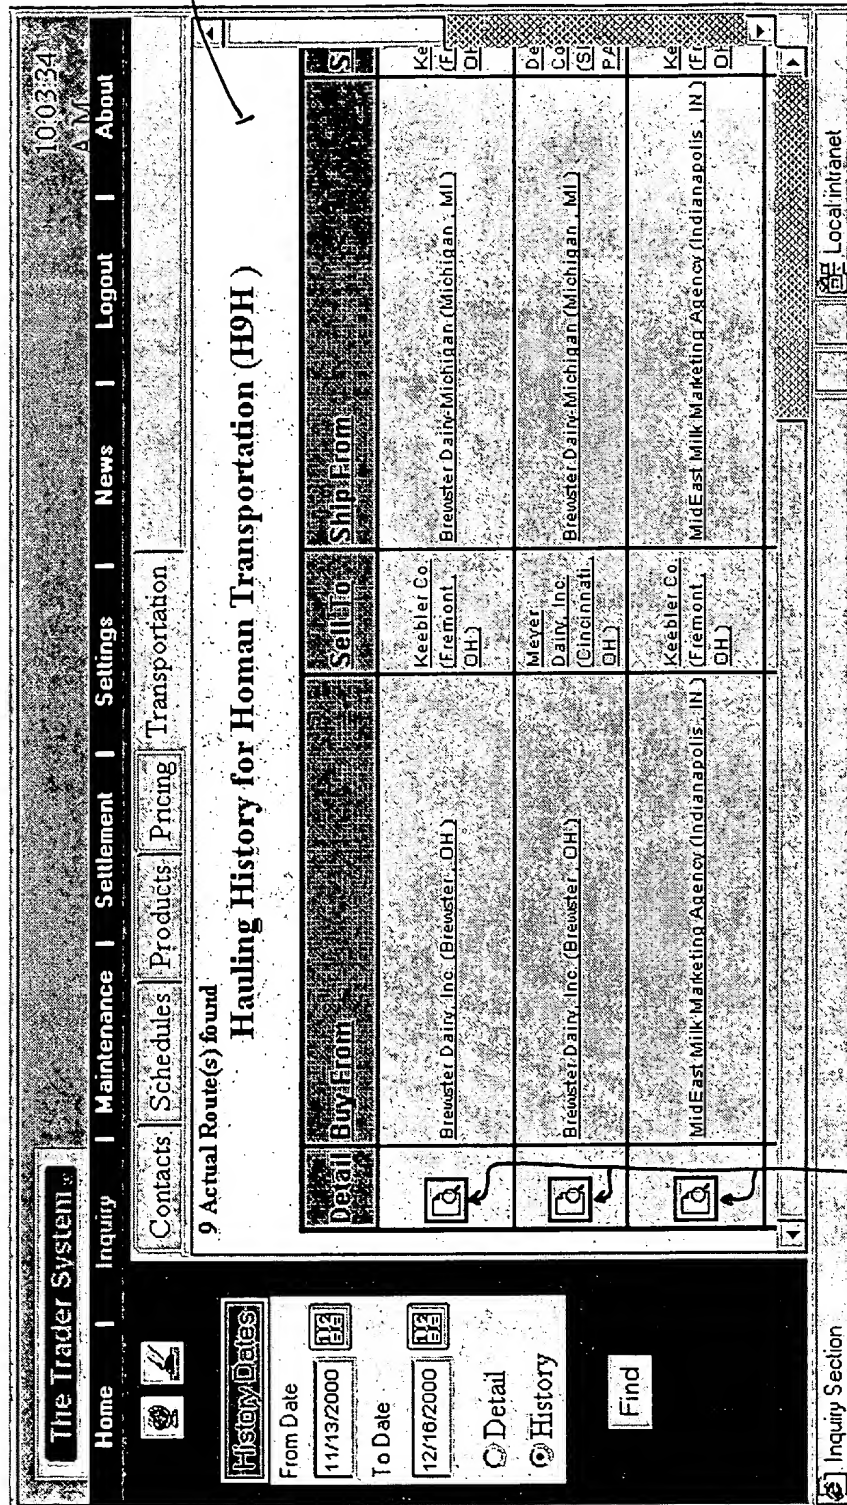 The Trader System
10:03:34
A.M.
Home | Inquiry | Maintenance | Settlement | Settings | News | Logout | About
Contacts Schedules Products Pricing Transportation
History Dates
From Date
11/13/2000
To Date
12/16/2000
Detail
History
Find
9 Actual Route(s) found
Hauling History for Homan Transportation (H9H )
Detail Buy From Sell To Ship From
Brewster Dairy, Inc. (Brewster , OH )
Keebler Co.
(Fremont ,
OH )
Brewster Dairy-Michigan (Michigan , MI )
Brewster Dairy, Inc. (Brewster , OH )
Meyer
Dairy, Inc.
(Cincinnati ,
OH )
Brewster Dairy-Michigan (Michigan , MI )
MidEast Milk Marketing Agency (Indianapolis , IN )
Keebler Co.
(Fremont ,
OH )
MidEast Milk Marketing Agency (Indianapolis , IN )
Inquiry Section
Local intranet